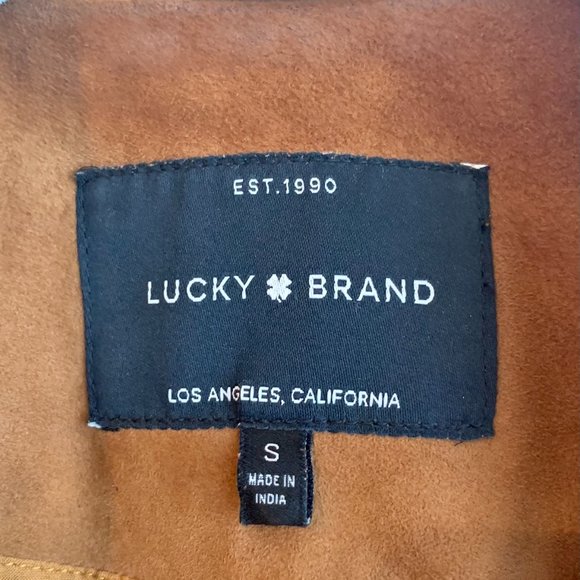 EST.1990
LUCKY BRAND
LOS ANGELES, CALIFORNIA
S
MADE IN
INDIA